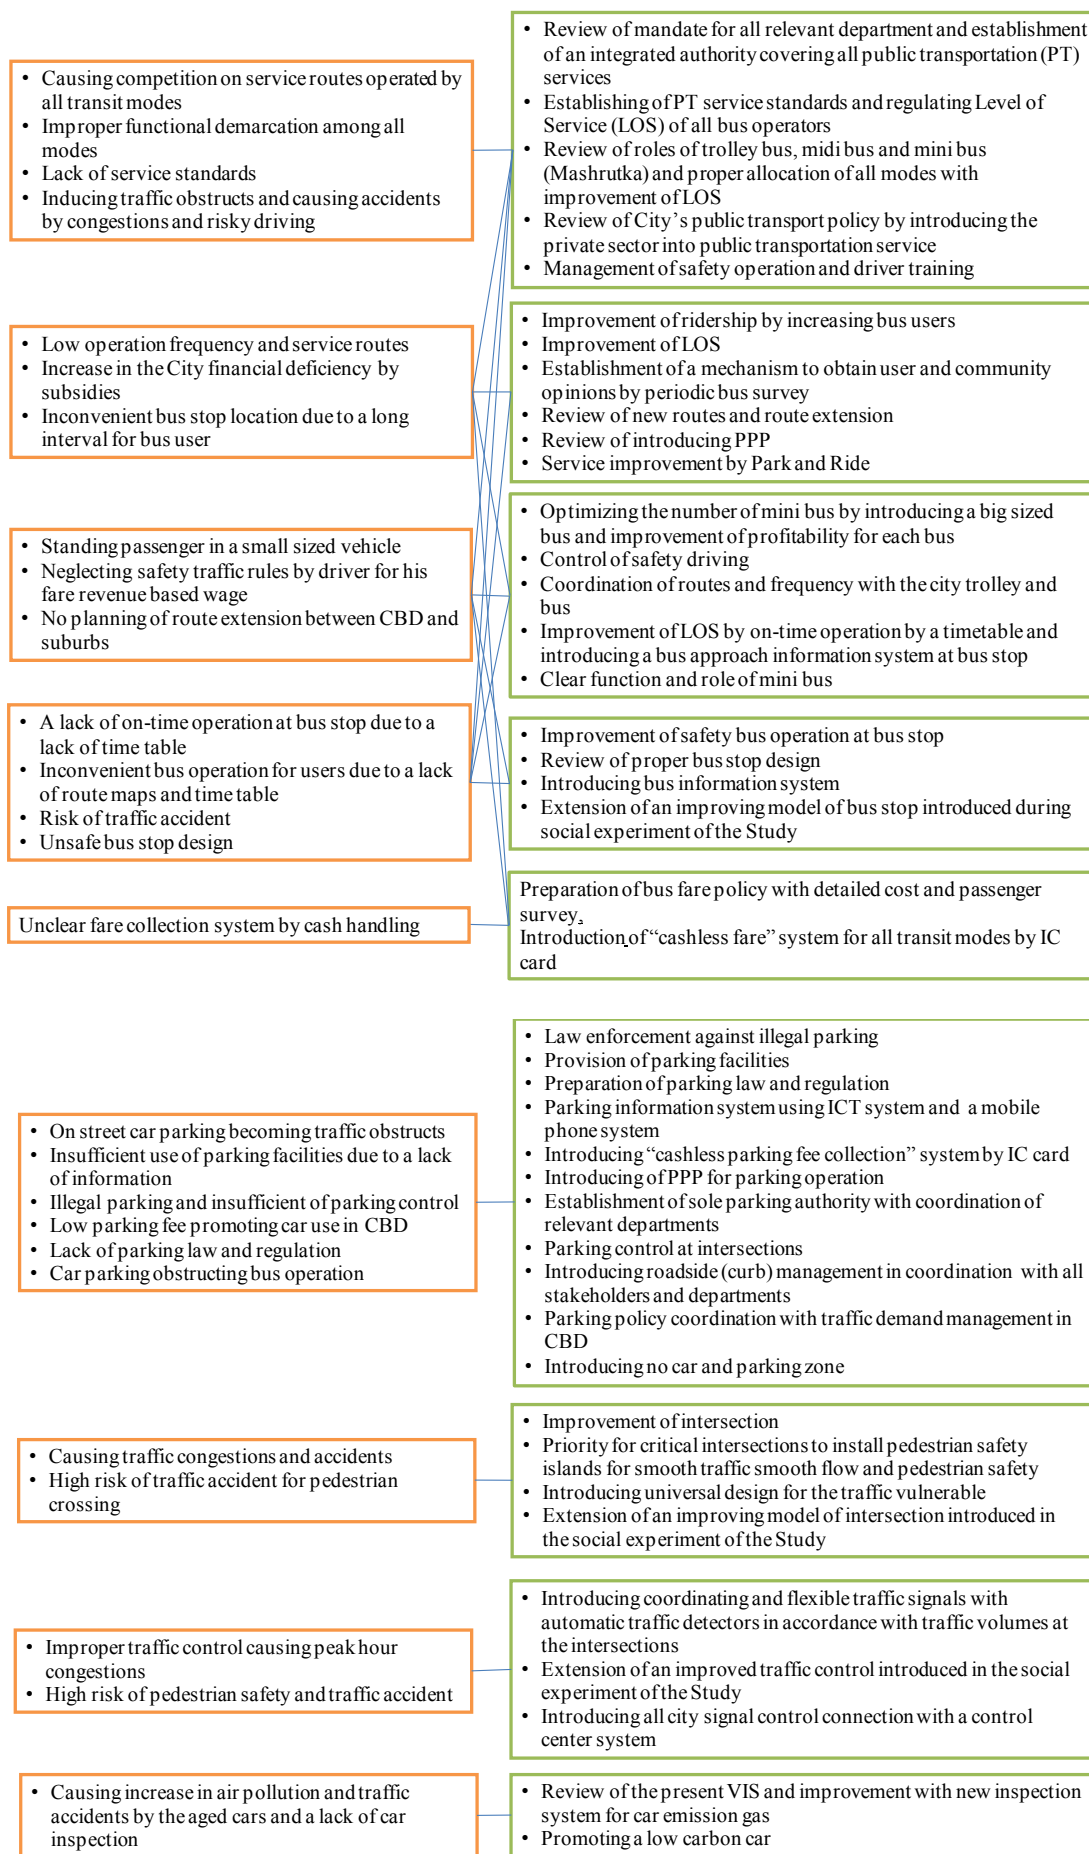 • Causing competition on service routes operated by
all transit modes
• Improper functional demarcation among all
modes
• Lack of service standards
• Inducing traffic obstructs and causing accidents
by congestions and risky driving
• Review of mandate for all relevant department and establishment
of an integrated authority covering all public transportation (PT)
services
• Establishing of PT service standards and regulating Level of
Service (LOS) of all bus operators
• Review of roles of trolley bus, midi bus and mini bus
(Mashrutka) and proper allocation of all modes with
improvement of LOS
• Review of City’s public transport policy by introducing the
private sector into public transportation service
• Management of safety operation and driver training
• Low operation frequency and service routes
• Increase in the City financial deficiency by
subsidies
• Inconvenient bus stop location due to a long
interval for bus user
• Improvement of ridership by increasing bus users
• Improvement of LOS
• Establishment of a mechanism to obtain user and community
opinions by periodic bus survey
• Review of new routes and route extension
• Review of introducing PPP
• Service improvement by Park and Ride
• Standing passenger in a small sized vehicle
• Neglecting safety traffic rules by driver for his
fare revenue based wage
• No planning of route extension between CBD and
suburbs
• Optimizing the number of mini bus by introducing a big sized
bus and improvement of profitability for each bus
• Control of safety driving
• Coordination of routes and frequency with the city trolley and
bus
• Improvement of LOS by on-time operation by a timetable and
introducing a bus approach information system at bus stop
• Clear function and role of mini bus
• A lack of on-time operation at bus stop due to a
lack of time table
• Inconvenient bus operation for users due to a lack
of route maps and time table
• Risk of traffic accident
• Unsafe bus stop design
• Improvement of safety bus operation at bus stop
• Review of proper bus stop design
• Introducing bus information system
• Extension of an improving model of bus stop introduced during
social experiment of the Study
Unclear fare collection system by cash handling
Preparation of bus fare policy with detailed cost and passenger
survey,
Introduction of “cashless fare” system for all transit modes by IC
card
• On street car parking becoming traffic obstructs
• Insufficient use of parking facilities due to a lack
of information
• Illegal parking and insufficient of parking control
• Low parking fee promoting car use in CBD
• Lack of parking law and regulation
• Car parking obstructing bus operation
• Law enforcement against illegal parking
• Provision of parking facilities
• Preparation of parking law and regulation
• Parking information system using ICT system and a mobile
phone system
• Introducing “cashless parking fee collection” system by IC card
• Introducing of PPP for parking operation
• Establishment of sole parking authority with coordination of
relevant departments
• Parking control at intersections
• Introducing roadside (curb) management in coordination with all
stakeholders and departments
• Parking policy coordination with traffic demand management in
CBD
• Introducing no car and parking zone
• Causing traffic congestions and accidents
• High risk of traffic accident for pedestrian
crossing
• Improvement of intersection
• Priority for critical intersections to install pedestrian safety
islands for smooth traffic smooth flow and pedestrian safety
• Introducing universal design for the traffic vulnerable
• Extension of an improving model of intersection introduced in
the social experiment of the Study
• Improper traffic control causing peak hour
congestions
• High risk of pedestrian safety and traffic accident
• Introducing coordinating and flexible traffic signals with
automatic traffic detectors in accordance with traffic volumes at
the intersections
• Extension of an improved traffic control introduced in the social
experiment of the Study
• Introducing all city signal control connection with a control
center system
• Causing increase in air pollution and traffic
accidents by the aged cars and a lack of car
inspection
• Review of the present VIS and improvement with new inspection
system for car emission gas
• Promoting a low carbon car